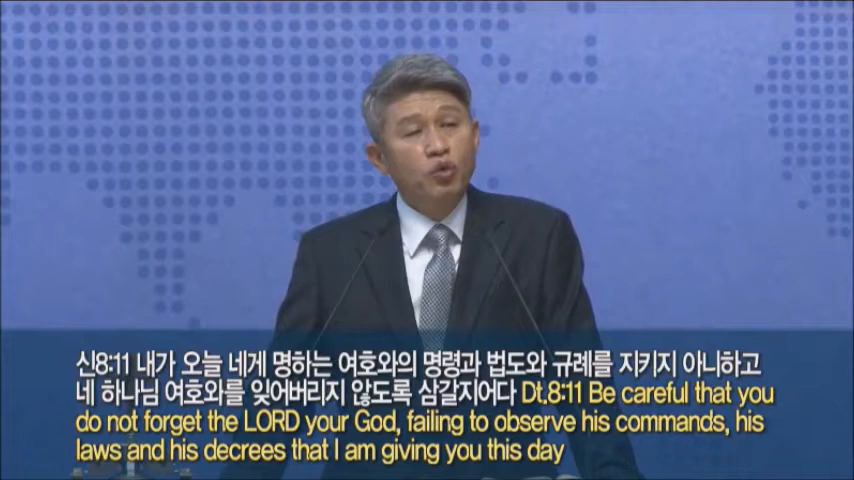 신8:11 내가 오늘 네게 명하는 여호와의 명령과 법도와 규례를 지키지 아니하고
네 하나님 여호와를 잊어버리지 않도록 삼갈지어다 Dt.8:11 Be careful that you
do not forget the LORD your God, failing to observe his commands, his
laws and his decrees that I am giving you this day